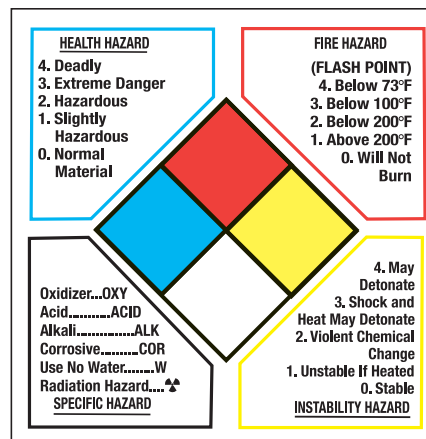 HEALTH HAZARD
4. Deadly
3. Extreme Danger
2. Hazardous
1. Slightly
Hazardous
0. Normal
Material
FIRE HAZARD
(FLASH POINT)
4. Below 73°F
3. Below 100°F
2. Below 200°F
1. Above 200°F
0. Will Not
Burn
Oxidizer...OXY
Acid.........ACID
Alkali...........ALK
Corrosive.........COR
Use No Water......W
Radiation Hazard....☢
SPECIFIC HAZARD
4. May
Detonate
3. Shock and
Heat May Detonate
2. Violent Chemical
Change
1. Unstable If Heated
0. Stable
INSTABILITY HAZARD